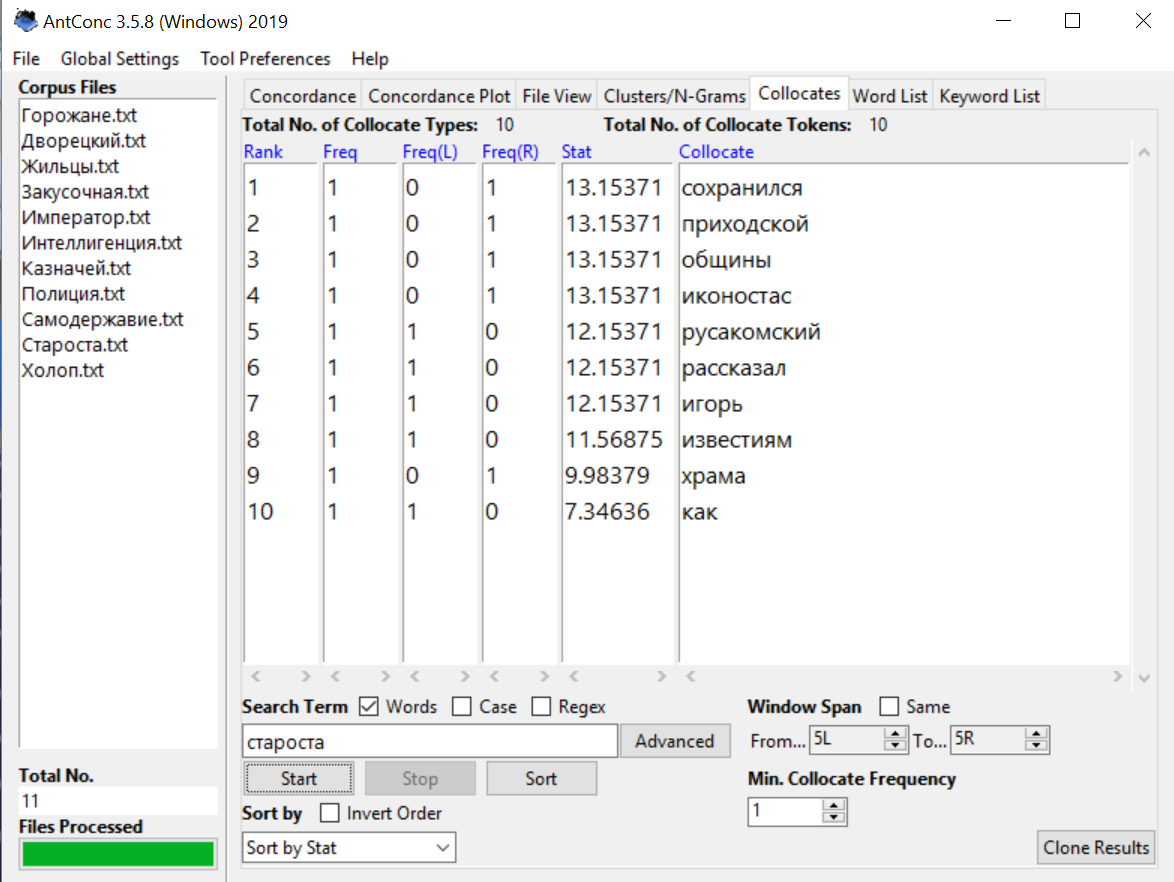 AntConc 3.5.8 (Windows) 2019
File Global Settings Tool Preferences Help
Corpus Files
Горожане.txt
Дворецкий.txt
Жильцы.txt
Закусочная.txt
Император.txt
Интеллигенция.txt
Казначей.txt
Полиция.txt
Самодержавие.txt
Староста.txt
Холоп.txt
Total No.
11
Files Processed
Concordance Concordance Plot File View Clusters/N-Grams Collocates Word List Keyword List
Total No. of Collocate Types: 10 Total No. of Collocate Tokens: 10
Rank Freq Freq(L) Freq(R) Stat Collocate
1 1 0 1 13.15371 сохранился
2 1 0 1 13.15371 приходской
3 1 0 1 13.15371 общины
4 1 0 1 13.15371 иконостас
5 1 1 0 12.15371 русакомский
6 1 1 0 12.15371 рассказал
7 1 1 0 12.15371 игорь
8 1 1 0 11.56875 известиям
9 1 0 1 9.98379 храма
10 1 1 0 7.34636 как
Search Term Words Case Regex
староста Advanced
Start Stop Sort
Sort by Invert Order
Sort by Stat
Window Span Same
From... 5L To... 5R
Min. Collocate Frequency
1
Clone Results